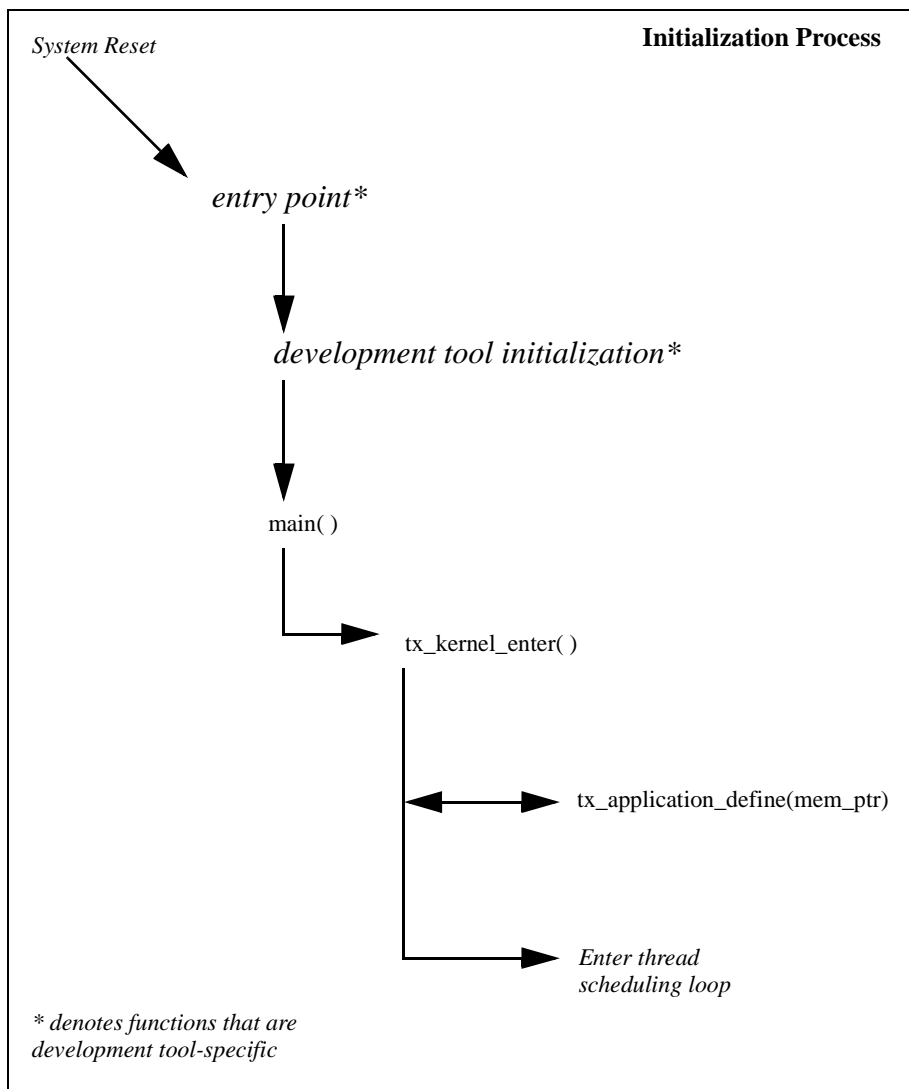 Initialization Process
System Reset
entry point*
development tool initialization*
main( )
tx_kernel_enter( )
tx_application_define(mem_ptr)
Enter thread
scheduling loop
* denotes functions that are
development tool-specific